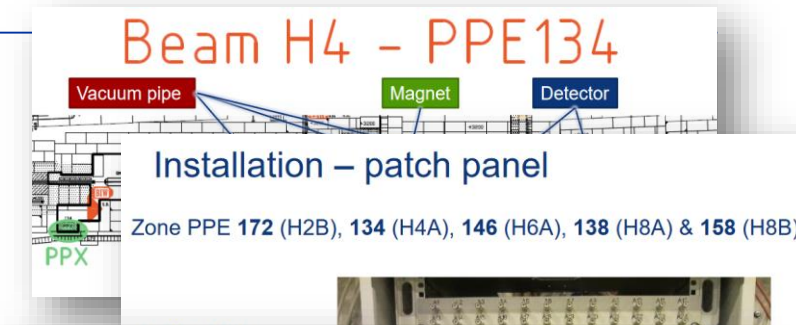 Beam H4 – PPE134
Vacuum pipe
Magnet
Detector
PPX
Installation – patch panel
Zone PPE 172 (H2B), 134 (H4A), 146 (H6A), 138 (H8A) & 158 (H8B)